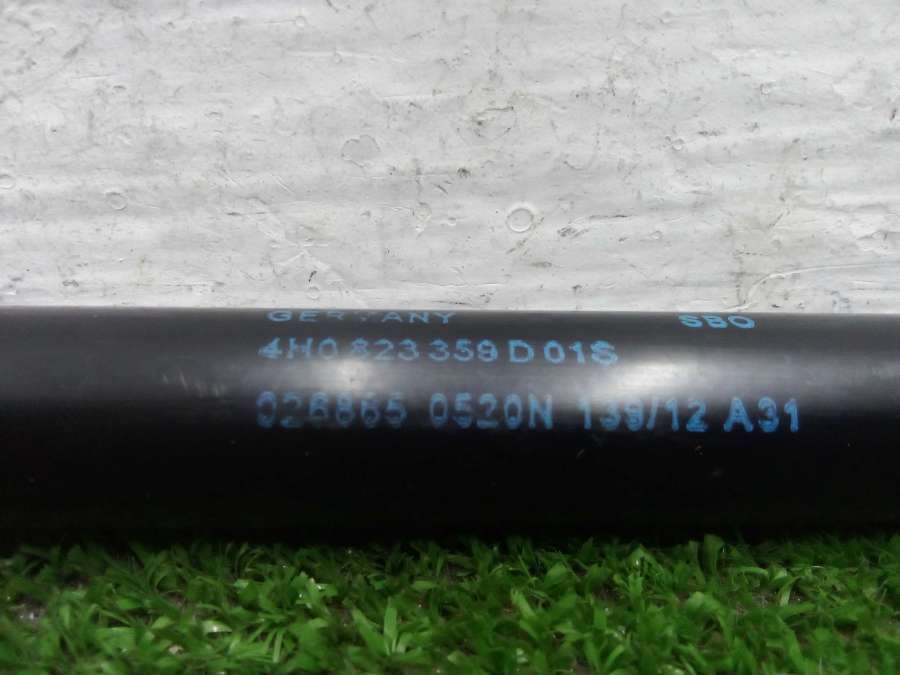 GERMANY SBO
4H0 823 359 D 01S
026865 0520N 139/12 A31